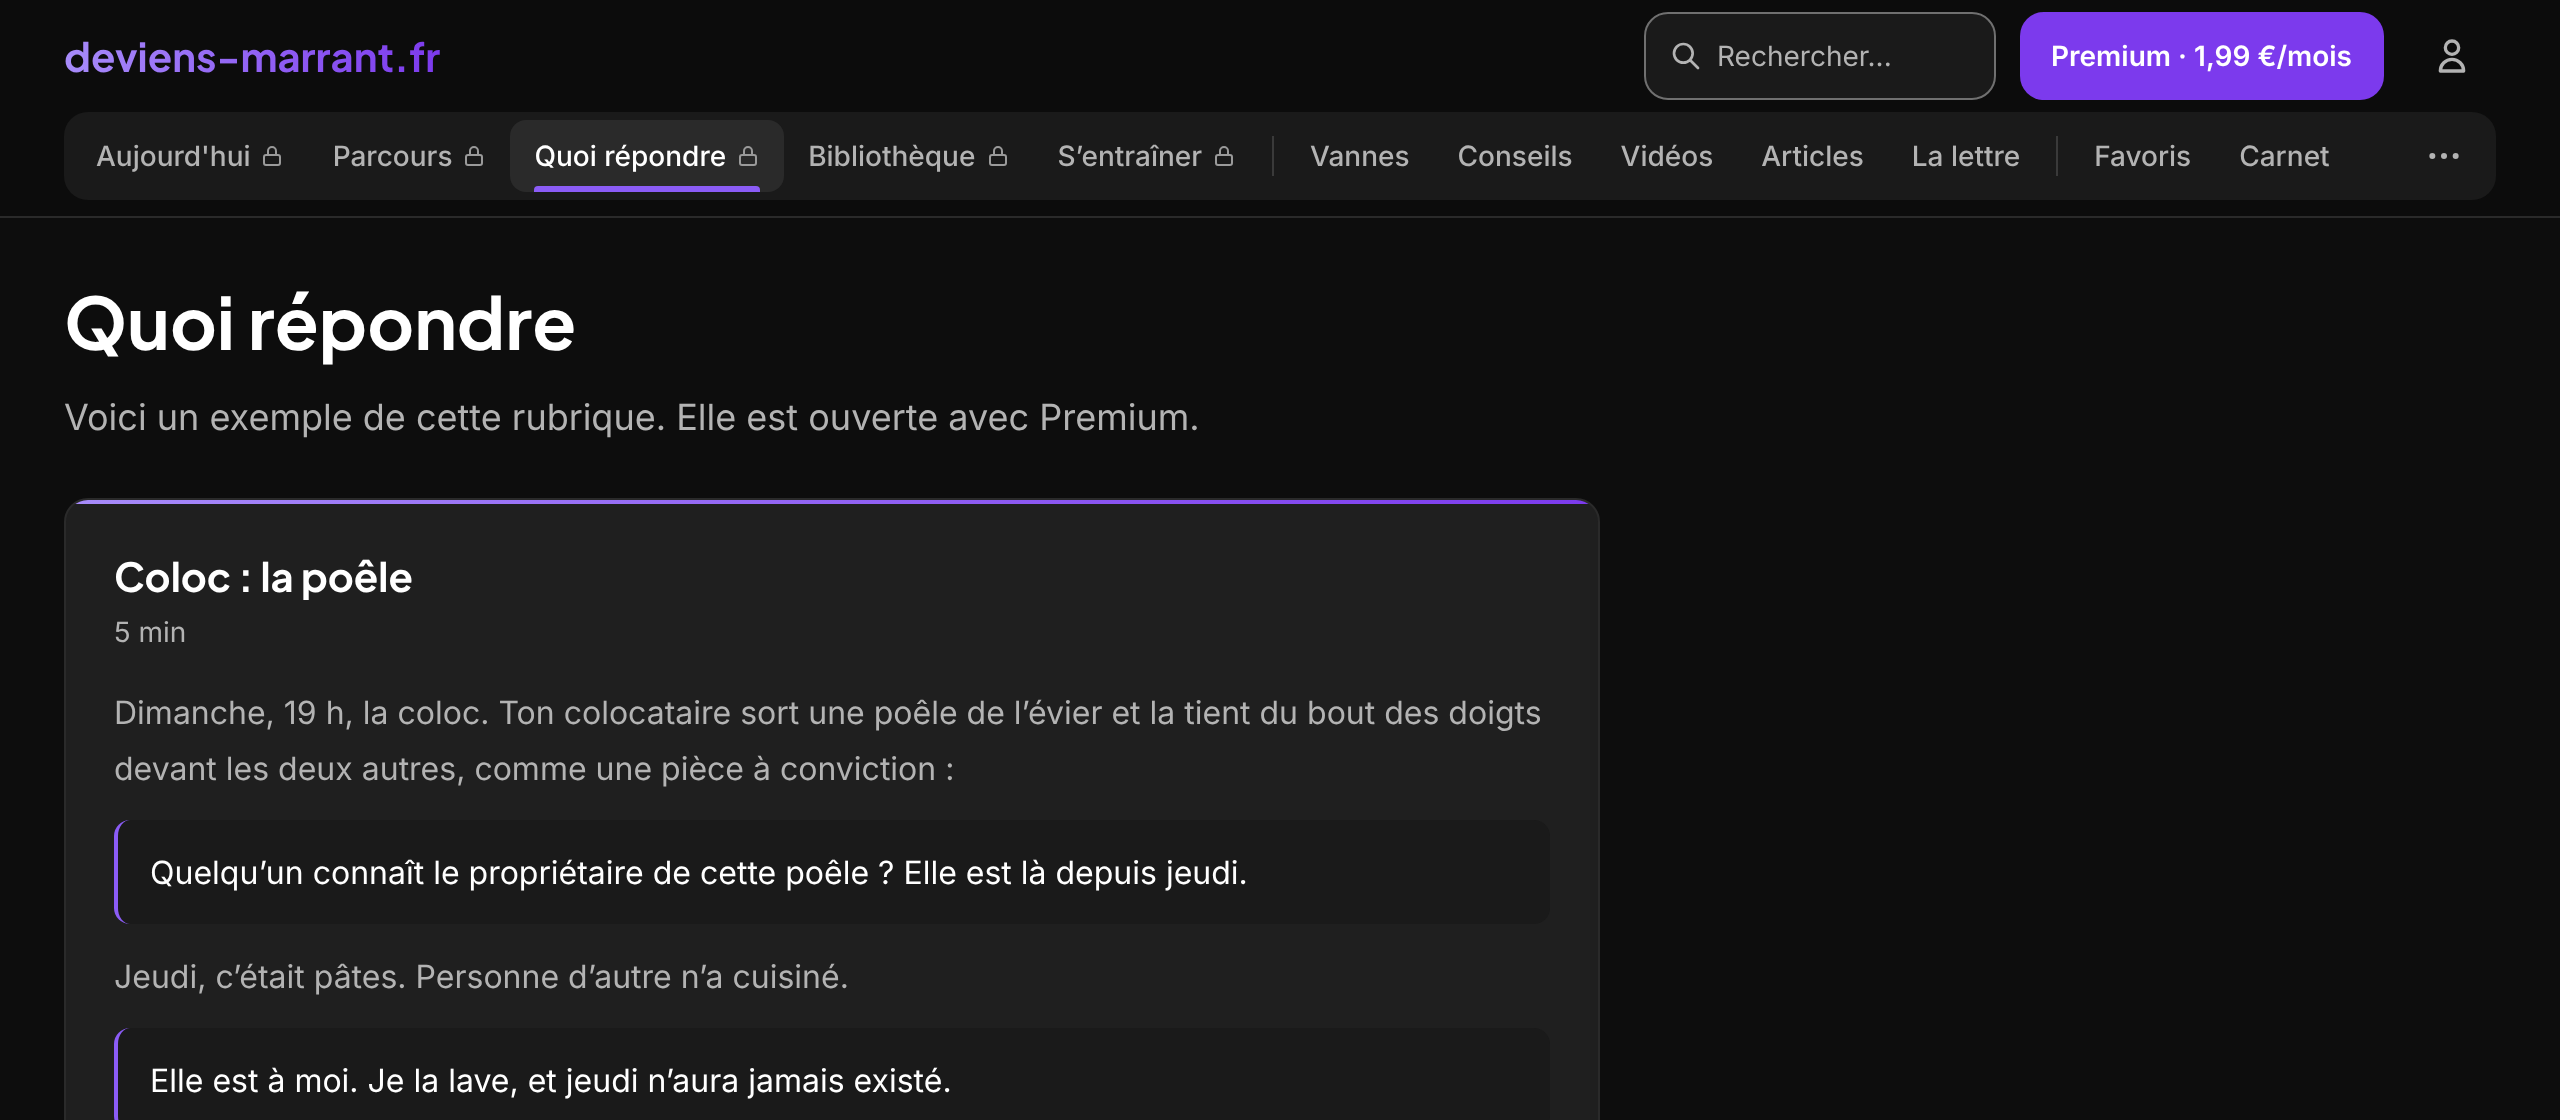 deviens-marrant.fr
Rechercher...
Premium · 1,99 €/mois
Aujourd'hui
Parcours
Quoi répondre
Bibliothèque
S’entraîner
Vannes
Conseils
Vidéos
Articles
La lettre
Favoris
Carnet
Quoi répondre
Voici un exemple de cette rubrique. Elle est ouverte avec Premium.
Coloc : la poêle
5 min
Dimanche, 19 h, la coloc. Ton colocataire sort une poêle de l’évier et la tient du bout des doigts
devant les deux autres, comme une pièce à conviction :
Quelqu’un connaît le propriétaire de cette poêle ? Elle est là depuis jeudi.
Jeudi, c’était pâtes. Personne d’autre n’a cuisiné.
Elle est à moi. Je la lave, et jeudi n’aura jamais existé.